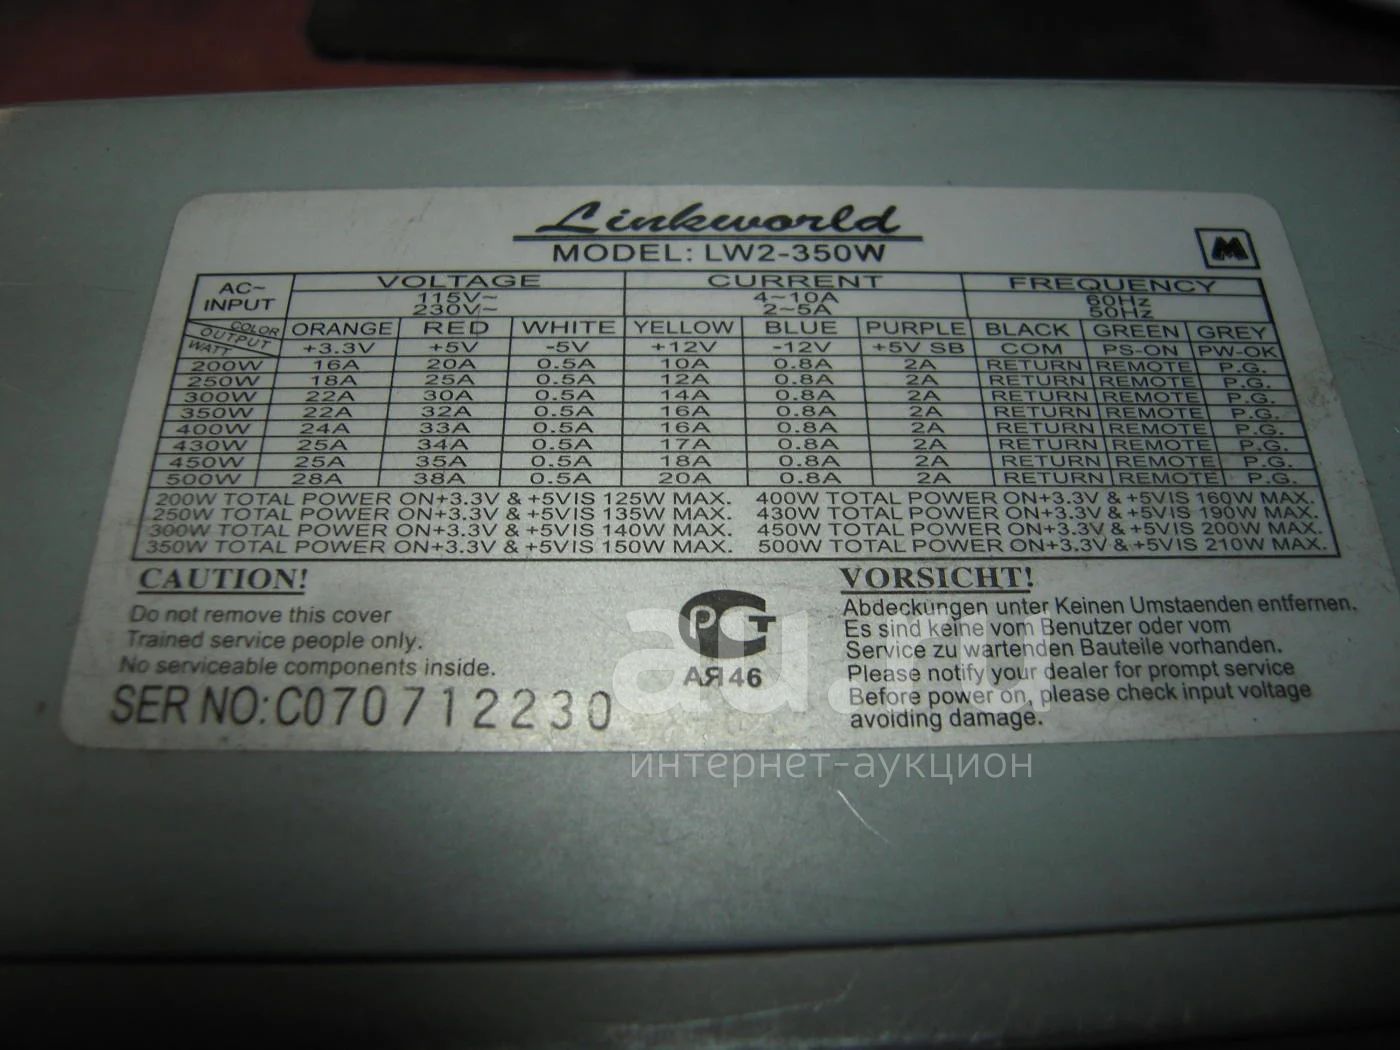 Linkworld
MODEL: LW2-350W
M
AC~ INPUT VOLTAGE CURRENT FREQUENCY
115V~ 4~10A 60Hz
230V~ 2~5A 50Hz
COLOR OUTPUT WATT ORANGE RED WHITE YELLOW BLUE PURPLE BLACK GREEN GREY
+3.3V +5V -5V +12V -12V +5V SB COM PS-ON PW-OK
200W 16A 20A 0.5A 10A 0.8A 2A RETURN REMOTE P.G.
250W 18A 25A 0.5A 12A 0.8A 2A RETURN REMOTE P.G.
300W 22A 30A 0.5A 14A 0.8A 2A RETURN REMOTE P.G.
350W 22A 32A 0.5A 16A 0.8A 2A RETURN REMOTE P.G.
400W 24A 33A 0.5A 16A 0.8A 2A RETURN REMOTE P.G.
430W 25A 34A 0.5A 17A 0.8A 2A RETURN REMOTE P.G.
450W 25A 35A 0.5A 18A 0.8A 2A RETURN REMOTE P.G.
500W 28A 38A 0.5A 20A 0.8A 2A RETURN REMOTE P.G.
200W TOTAL POWER ON+3.3V & +5VIS 125W MAX. 400W TOTAL POWER ON+3.3V & +5VIS 160W MAX.
250W TOTAL POWER ON+3.3V & +5VIS 135W MAX. 430W TOTAL POWER ON+3.3V & +5VIS 190W MAX.
300W TOTAL POWER ON+3.3V & +5VIS 140W MAX. 450W TOTAL POWER ON+3.3V & +5VIS 200W MAX.
350W TOTAL POWER ON+3.3V & +5VIS 150W MAX. 500W TOTAL POWER ON+3.3V & +5VIS 210W MAX.
CAUTION!
Do not remove this cover
Trained service people only.
No serviceable components inside.
SER NO: C070712230
РСТ
АЯ46
VORSICHT!
Abdeckungen unter Keinen Umstaenden entfernen.
Es sind keine vom Benutzer oder vom
Service zu wartenden Bauteile vorhanden.
Please notify your dealer for prompt service
Before power on, please check input voltage
avoiding damage.
au.ru
интернет-аукцион